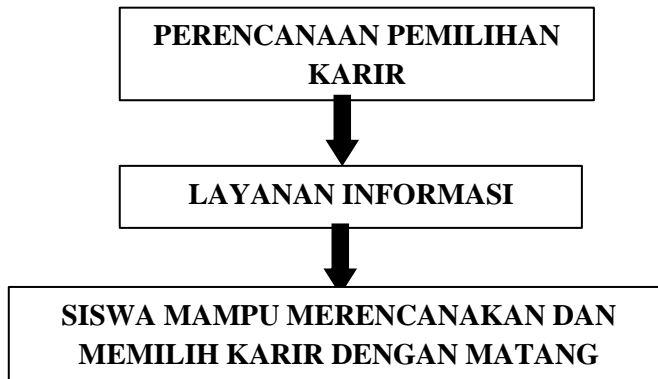 PERENCANAAN PEMILIHAN
KARIR
LAYANAN INFORMASI
SISWA MAMPU MERENCANAKAN DAN
MEMILIH KARIR DENGAN MATANG